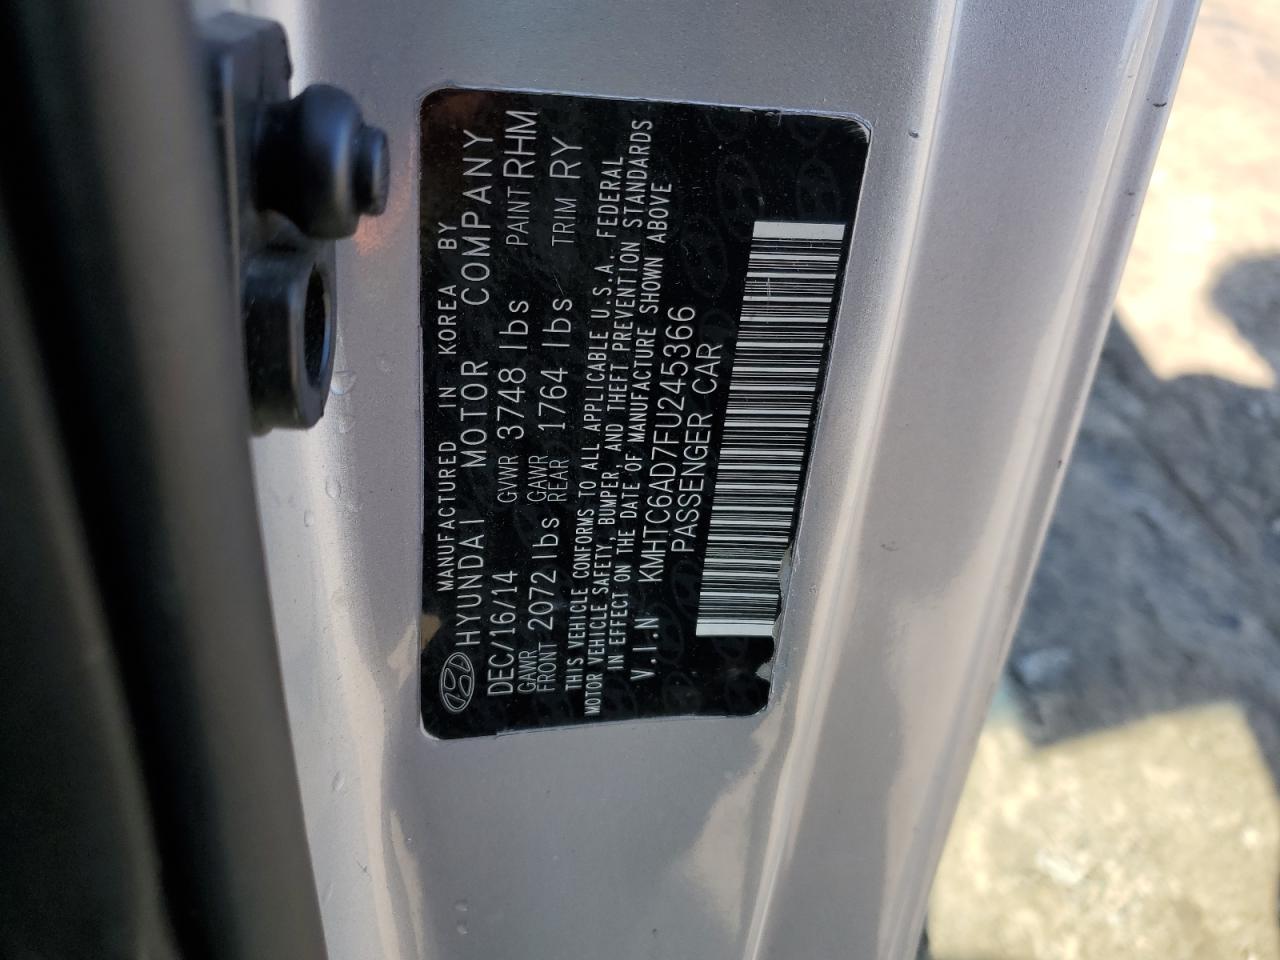 MANUFACTURED IN KOREA BY
HYUNDAI MOTOR COMPANY
DEC/16/14 GVWR 3748 lbs PAINT RHM
GAWR FRONT 2072 lbs GAWR REAR 1764 lbs TRIM RY
THIS VEHICLE CONFORMS TO ALL APPLICABLE U.S.A. FEDERAL
MOTOR VEHICLE SAFETY, BUMPER, AND THEFT PREVENTION STANDARDS
IN EFFECT ON THE DATE OF MANUFACTURE SHOWN ABOVE
V.I.N KMHTC6AD7FU245366
PASSENGER CAR